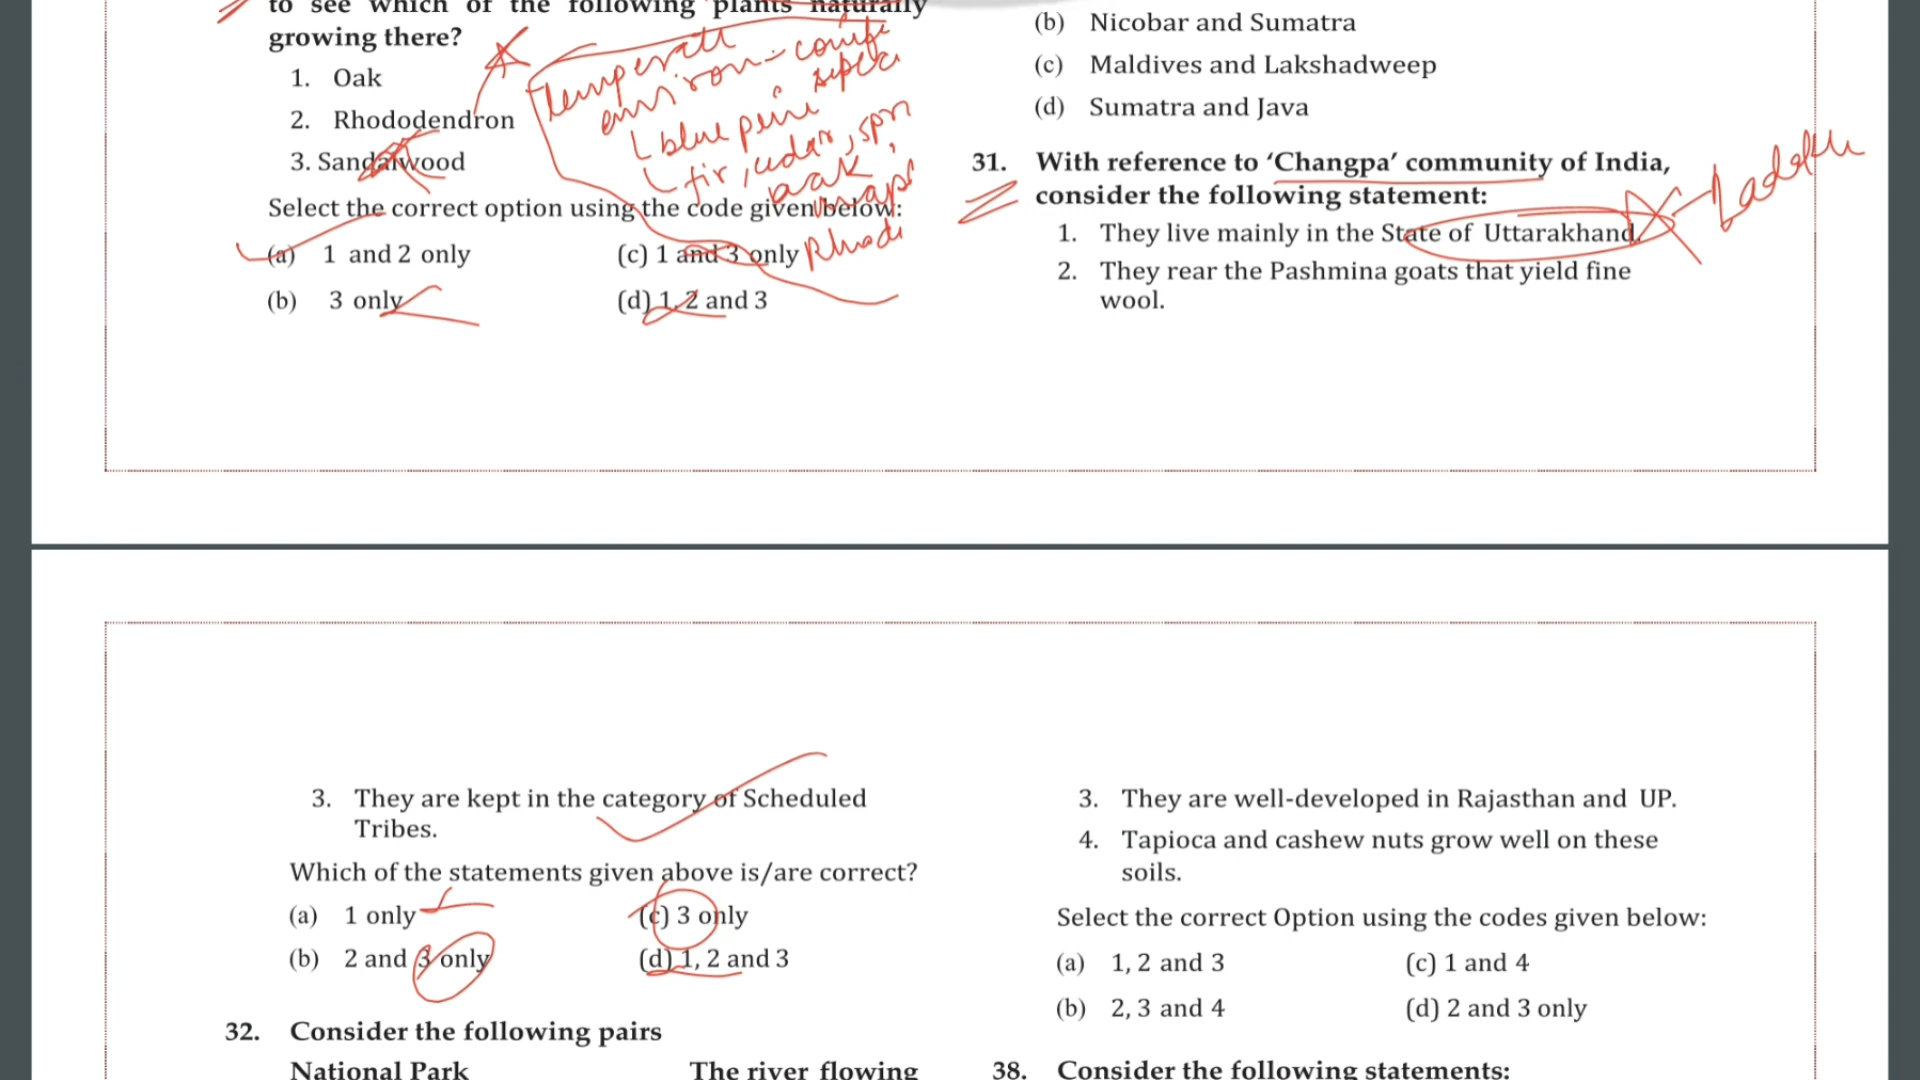 to see which of the following plants naturally
growing there?
1. Oak
2. Rhododendron
3. Sandalwood
Select the correct option using the code given below:
(a) 1 and 2 only (c) 1 and 3 only
(b) 3 only (d) 1, 2 and 3
blue pine
fir
oak
(b) Nicobar and Sumatra
(c) Maldives and Lakshadweep
(d) Sumatra and Java
31. With reference to ‘Changpa’ community of India,
consider the following statement:
1. They live mainly in the State of Uttarakhand.
2. They rear the Pashmina goats that yield fine
wool.
3. They are kept in the category of Scheduled
Tribes.
Which of the statements given above is/are correct?
(a) 1 only (c) 3 only
(b) 2 and 3 only (d) 1, 2 and 3
32. Consider the following pairs
National Park The river flowing
3. They are well-developed in Rajasthan and UP.
4. Tapioca and cashew nuts grow well on these
soils.
Select the correct Option using the codes given below:
(a) 1, 2 and 3 (c) 1 and 4
(b) 2, 3 and 4 (d) 2 and 3 only
38. Consider the following statements: